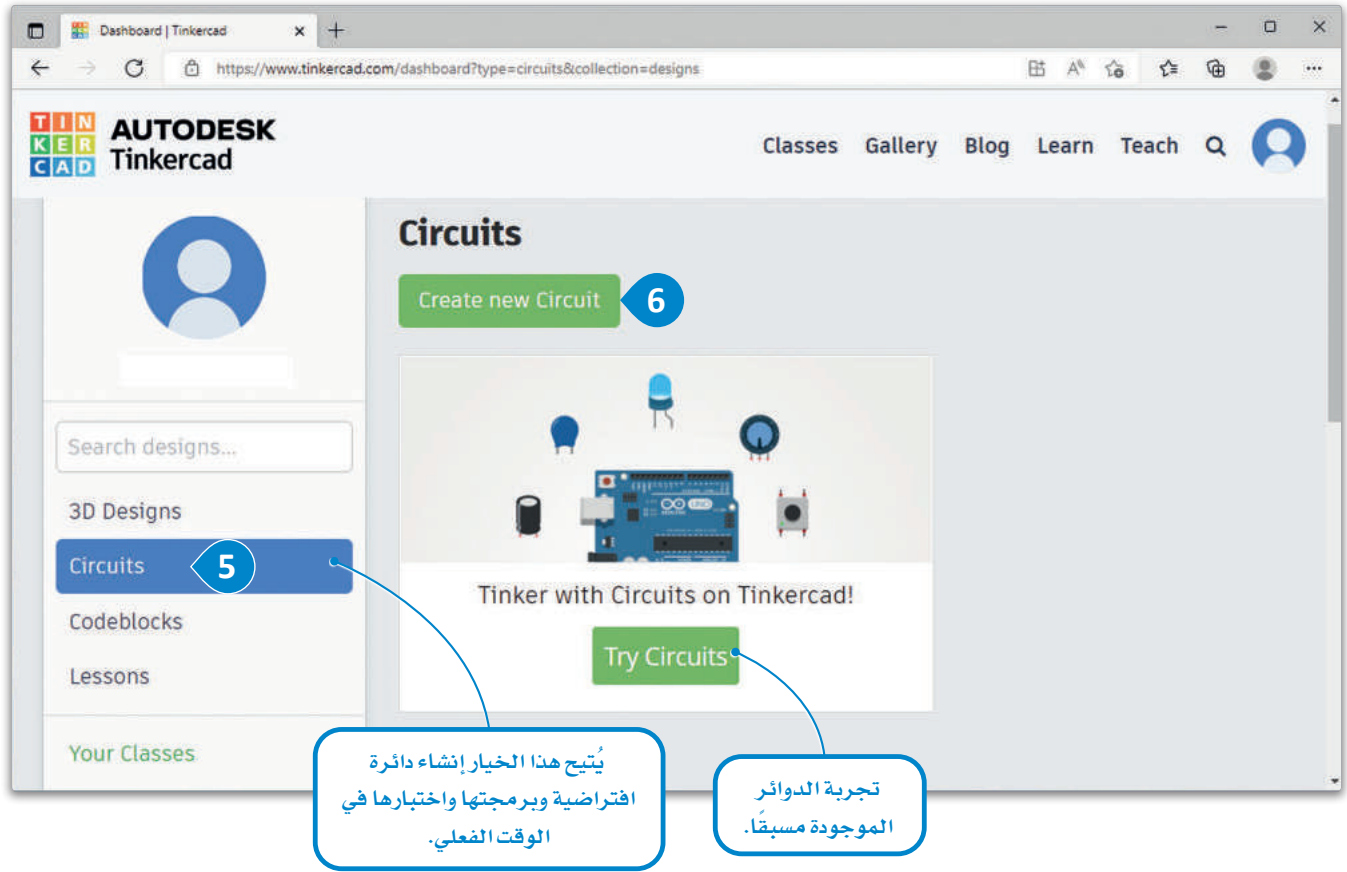 Dashboard | Tinkercad
https://www.tinkercad.com/dashboard?type=circuits&collection=designs
TIN
KER
CAD
AUTODESK
Tinkercad
Classes Gallery Blog Learn Teach
Circuits
Create new Circuit 6
Search designs...
3D Designs
Circuits 5
Codeblocks
Lessons
Your Classes
UNO
Tinker with Circuits on Tinkercad!
Try Circuits
يُتيح هذا الخيار إنشاء دائرة
افتراضية وبرمجتها واختبارها في
الوقت الفعلي.
تجربة الدوائر
الموجودة مسبقًا.